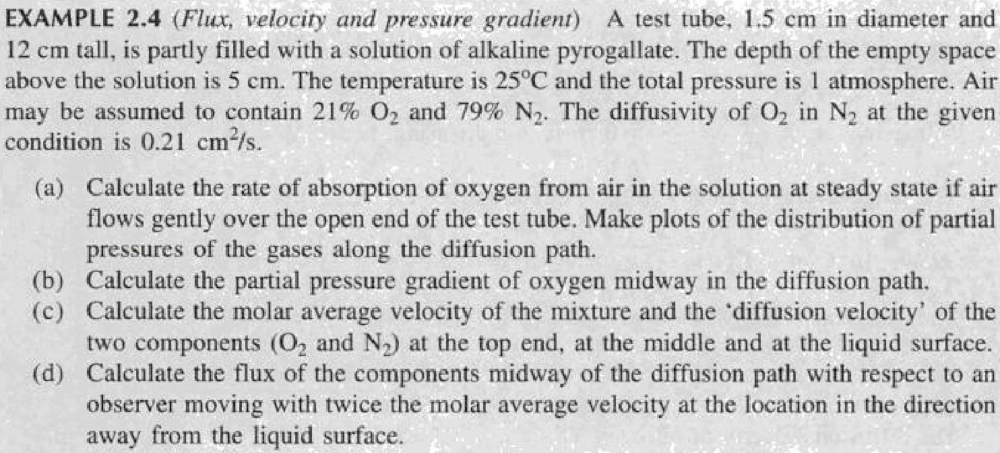 EXAMPLE 2.4 (Flux, velocity and pressure gradient) A test tube, 1.5 cm in diameter and
12 cm tall, is partly filled with a solution of alkaline pyrogallate. The depth of the empty space
above the solution is 5 cm. The temperature is 25°C and the total pressure is 1 atmosphere. Air
may be assumed to contain 21% O₂ and 79% N₂. The diffusivity of O₂ in N₂ at the given
condition is 0.21 cm²/s.
(a) Calculate the rate of absorption of oxygen from air in the solution at steady state if air
flows gently over the open end of the test tube. Make plots of the distribution of partial
pressures of the gases along the diffusion path.
(b) Calculate the partial pressure gradient of oxygen midway in the diffusion path.
(c) Calculate the molar average velocity of the mixture and the ‘diffusion velocity’ of the
two components (O₂ and N₂) at the top end, at the middle and at the liquid surface.
(d) Calculate the flux of the components midway of the diffusion path with respect to an
observer moving with twice the molar average velocity at the location in the direction
away from the liquid surface.